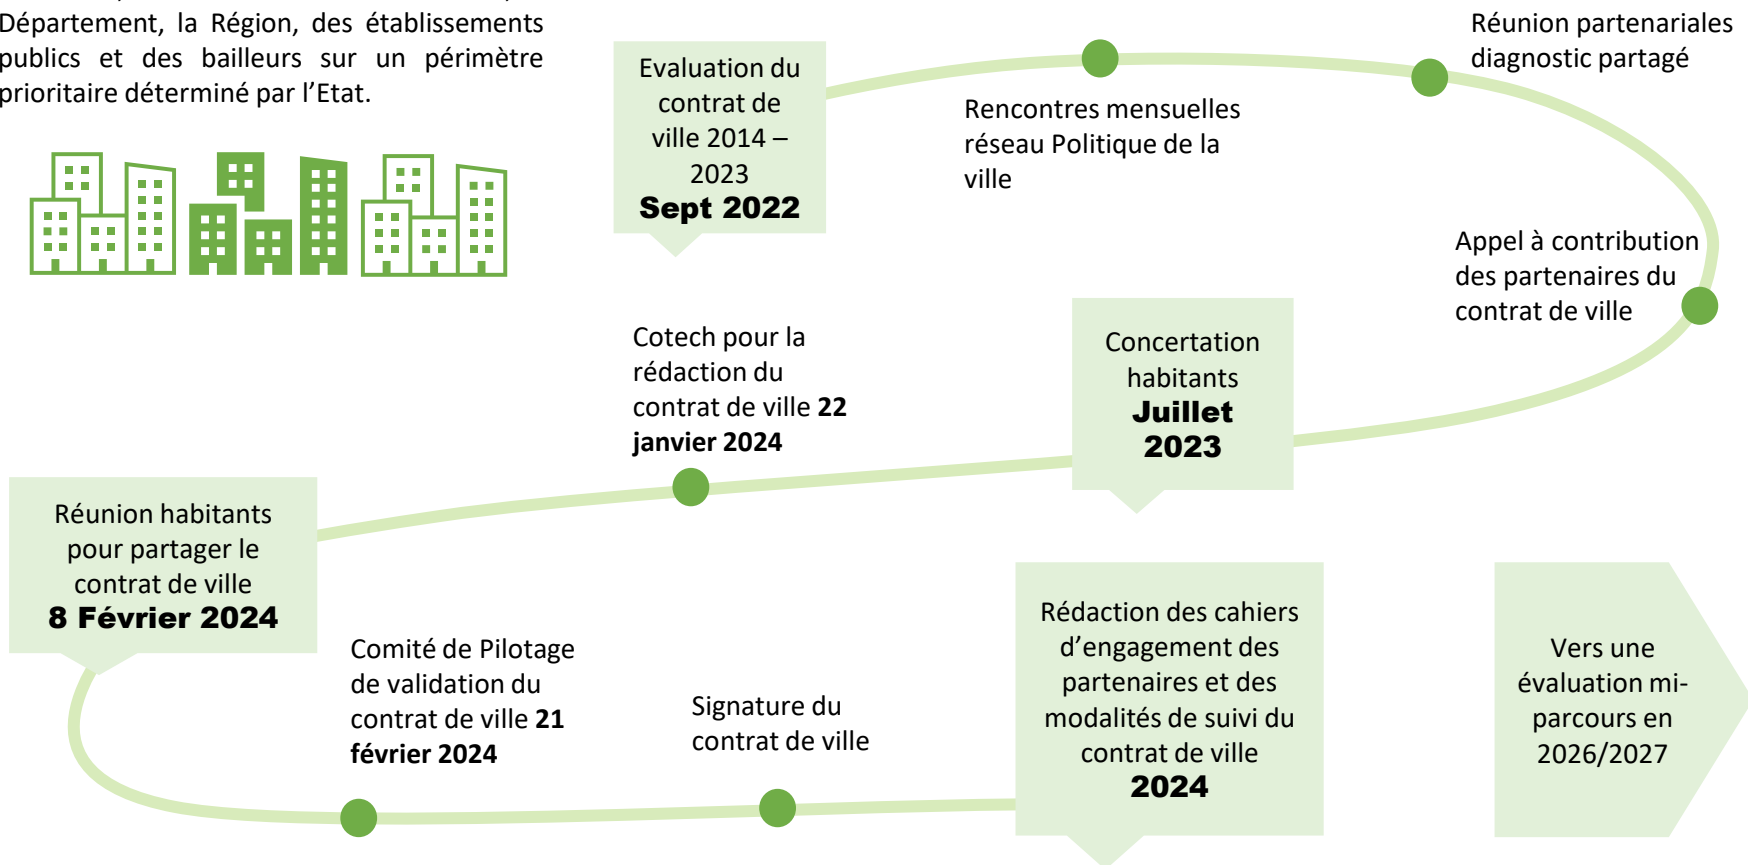 Département, la Région, des établissements
publics et des bailleurs sur un périmètre
prioritaire déterminé par l'Etat.
Evaluation du
contrat de
ville 2014 –
2023
Sept 2022
Rencontres mensuelles
réseau Politique de la
ville
Réunion partenariales
diagnostic partagé
Appel à contribution
des partenaires du
contrat de ville
Concertation
habitants
Juillet
2023
Cotech pour la
rédaction du
contrat de ville 22
janvier 2024
Réunion habitants
pour partager le
contrat de ville
8 Février 2024
Comité de Pilotage
de validation du
contrat de ville 21
février 2024
Signature du
contrat de ville
Rédaction des cahiers
d'engagement des
partenaires et des
modalités de suivi du
contrat de ville
2024
Vers une
évaluation mi-
parcours en
2026/2027